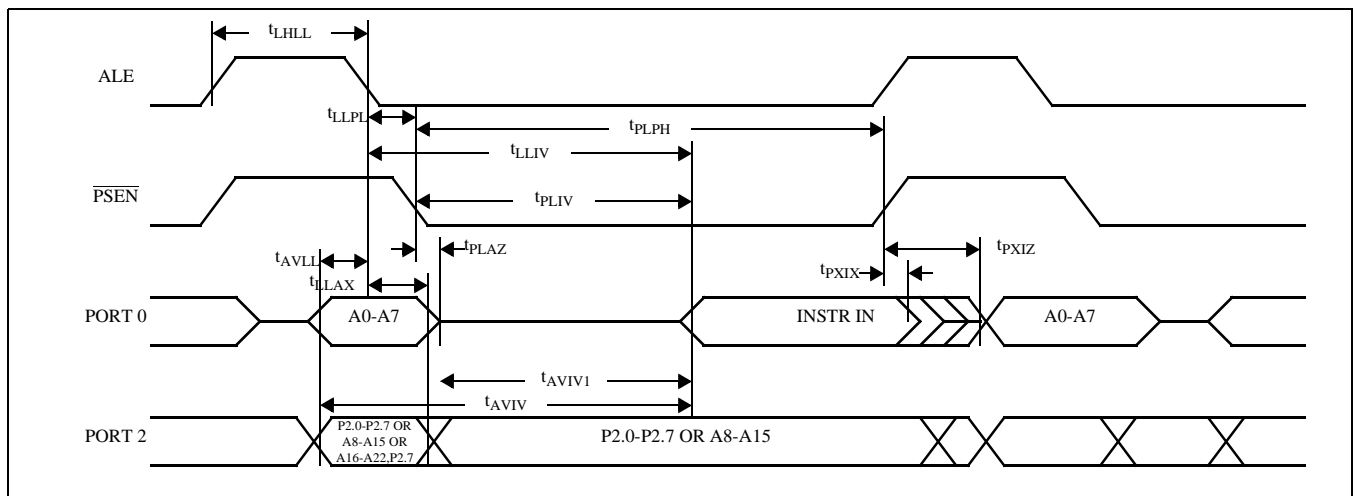 tLHLL
ALE
tLLPL
tPLPH
tLLIV
PSEN
tPLIV
tAVLL
tPLAZ
tPXIZ
tLLAX
tPXIX
PORT 0
A0-A7
INSTR IN
A0-A7
tAVIV1
tAVIV
PORT 2
P2.0-P2.7 OR
A8-A15 OR
A16-A22,P2.7
P2.0-P2.7 OR A8-A15